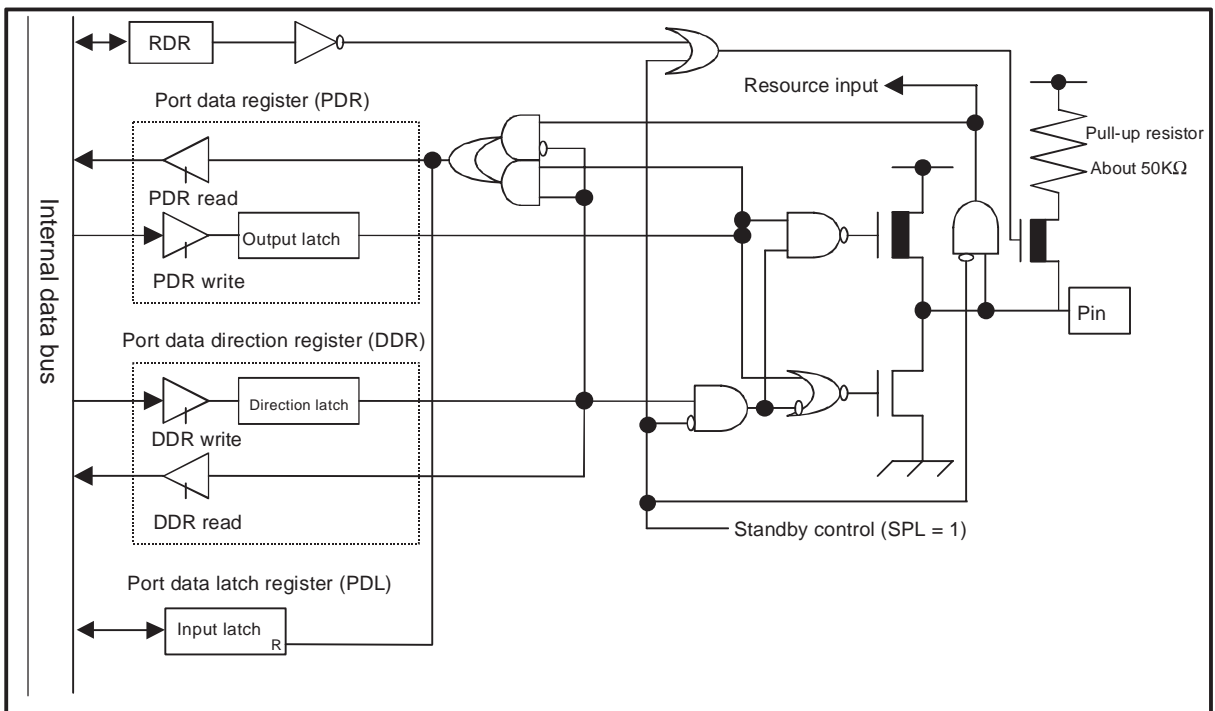 RDR
Resource input
Port data register (PDR)
Pull-up resistor
About 50KΩ
PDR read
Output latch
PDR write
Internal data bus
Pin
Port data direction register (DDR)
Direction latch
DDR write
DDR read
Standby control (SPL = 1)
Port data latch register (PDL)
Input latch
R